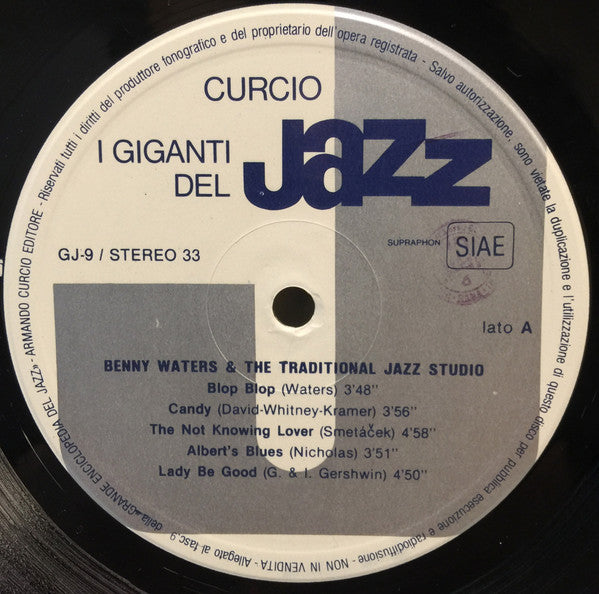 CURCIO
I GIGANTI
DEL
Jazz
GJ-9 / STEREO 33
SUPRAPHON
SIAE
lato A
BENNY WATERS & THE TRADITIONAL JAZZ STUDIO
Blop Blop (Waters) 3'48''
Candy (David-Whitney-Kramer) 3'56''
The Not Knowing Lover (Smetáček) 4'58''
Albert's Blues (Nicholas) 3'51''
Lady Be Good (G. & I. Gershwin) 4'50''
della «GRANDE ENCICLOPEDIA DEL JAZZ» - ARMANDO CURCIO EDITORE - Riservati tutti i diritti del produttore fonografico e del proprietario dell'opera registrata - Salvo autorizzazione, sono vietate la duplicazione e l'utilizzazione di questo disco per pubblica esecuzione e radiodiffusione - NON IN VENDITA - Allegato al fasc. 9